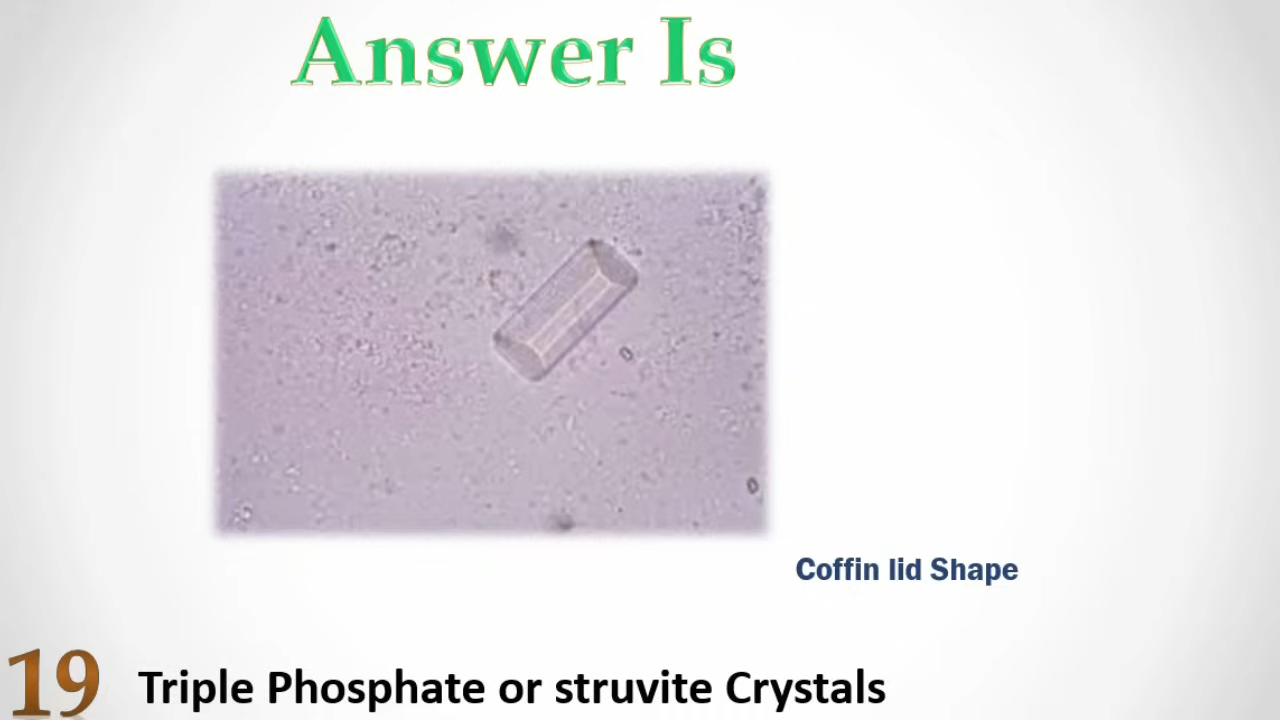 Answer Is
Coffin lid Shape
19 Triple Phosphate or struvite Crystals